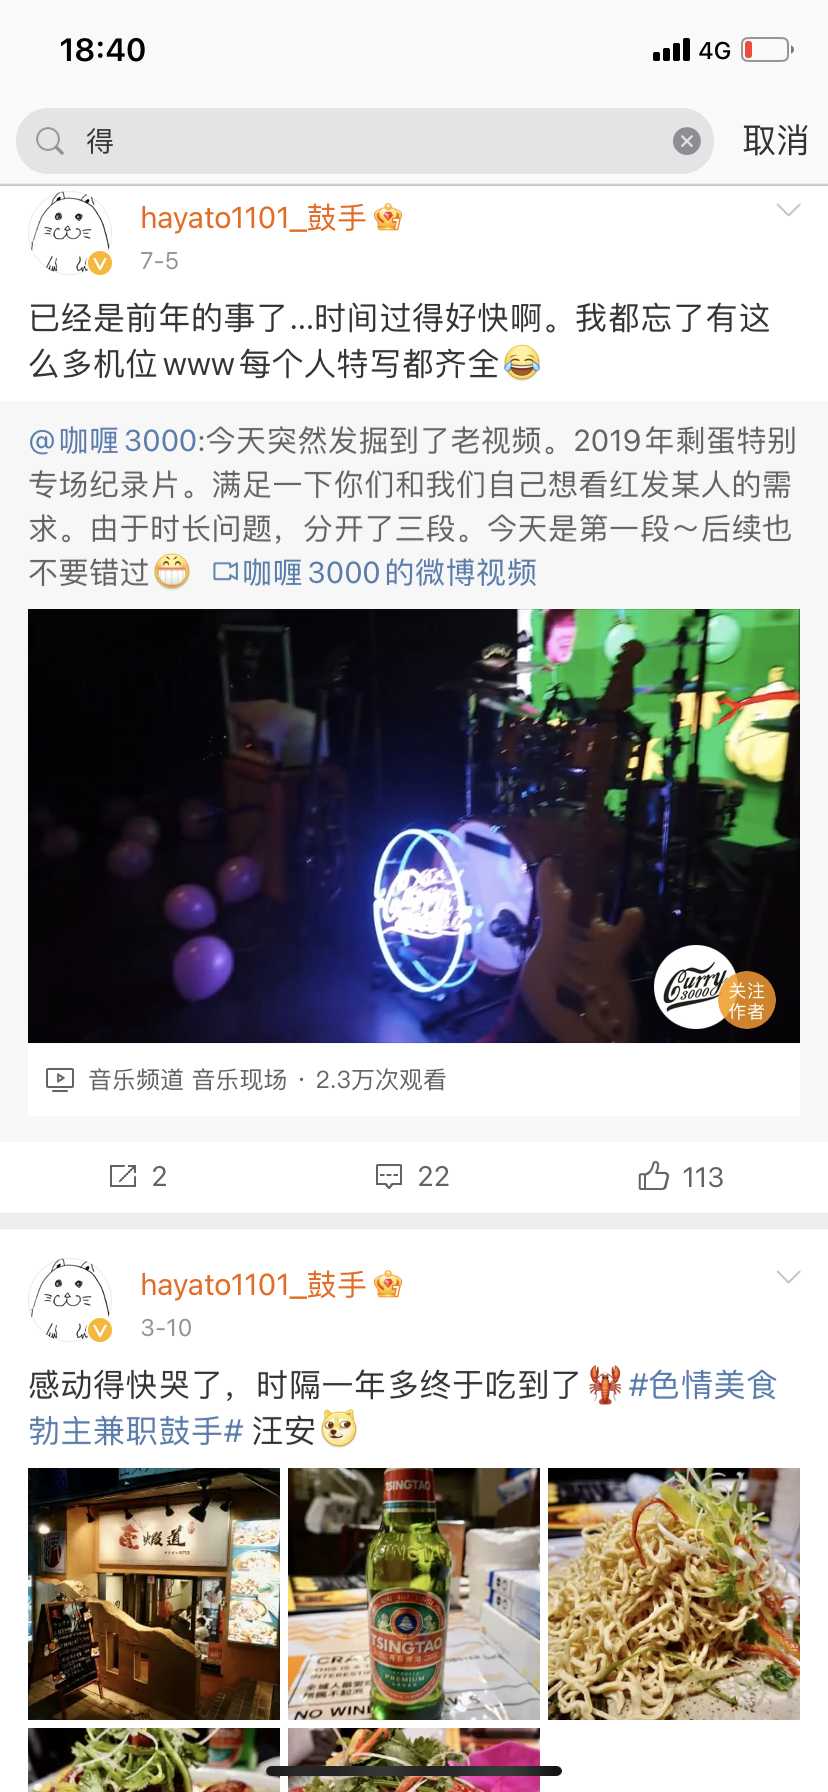 18:40 4G
得 取消
hayato1101_鼓手
7-5
已经是前年的事了...时间过得好快啊。我都忘了有这
么多机位www每个人特写都齐全😂
@咖喱3000:今天突然发掘到了老视频。2019年剩蛋特别
专场纪录片。满足一下你们和我们自己想看红发某人的需
求。由于时长问题，分开了三段。今天是第一段～后续也
不要错过😁 咖喱3000的微博视频
Curry
3000
关注
作者
音乐频道 音乐现场 · 2.3万次观看
2 22 113
hayato1101_鼓手
3-10
感动得快哭了，时隔一年多终于吃到了🦞#色情美食
勃主兼职鼓手# 汪安
蝦道
TSINGTAO
TSINGTAO
TSINGTAO
PREMIUM
NO WIN